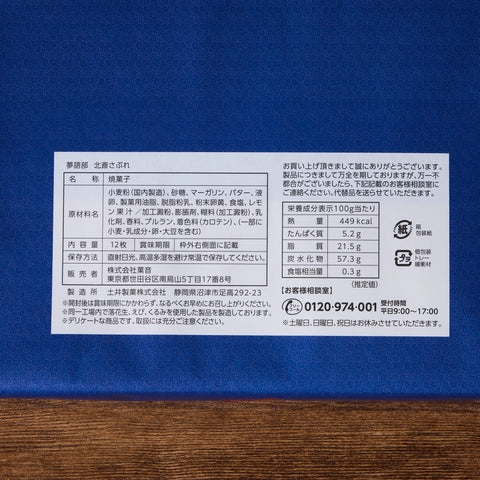 夢語部 北斎さぶれ
名称 焼菓子
原材料名 小麦粉(国内製造)、砂糖、マーガリン、バター、液
卵、製菓用油脂、脱脂粉乳、粉末卵黄、食塩、レモ
ン果汁/加工澱粉、膨脹剤、糊料(加工澱粉)、乳
化剤、香料、プルラン、着色料(カロテン)、(一部に
小麦・乳成分・卵・大豆を含む)
内容量 12枚 賞味期限 枠外右側面に記載
保存方法 直射日光、高温多湿を避け常温で保存してください。
販売者 株式会社菓音
東京都世田谷区南烏山5丁目17番8号
製造所 土井製菓株式会社 静岡県沼津市足高292-23
※開封後は賞味期限にかかわらず、なるべくお早めにお召し上がりください。
※同一工場内で落花生、えび、くるみを使用した製品を製造しております。
※デリケートな商品です。取扱には充分ご注意ください。
お買い上げ頂きまして誠にありがとうございます。
製品につきまして万全を期しておりますが、万一不
都合がございましたら、下記記載のお客様相談室に
ご連絡ください。代替品を送らせていただきます。
栄養成分表示100g当たり
熱量 449kcal
たんぱく質 5.2g
脂質 21.5g
炭水化物 57.3g
食塩相当量 0.3g
(推定値)
紙 箱
包装紙
プラ 個包装
トレー
緩衝材
【お客様相談室】
0120-974-001 受付時間
平日9:00〜17:00
※土曜日、日曜日、祝日はお休みさせていただきます。